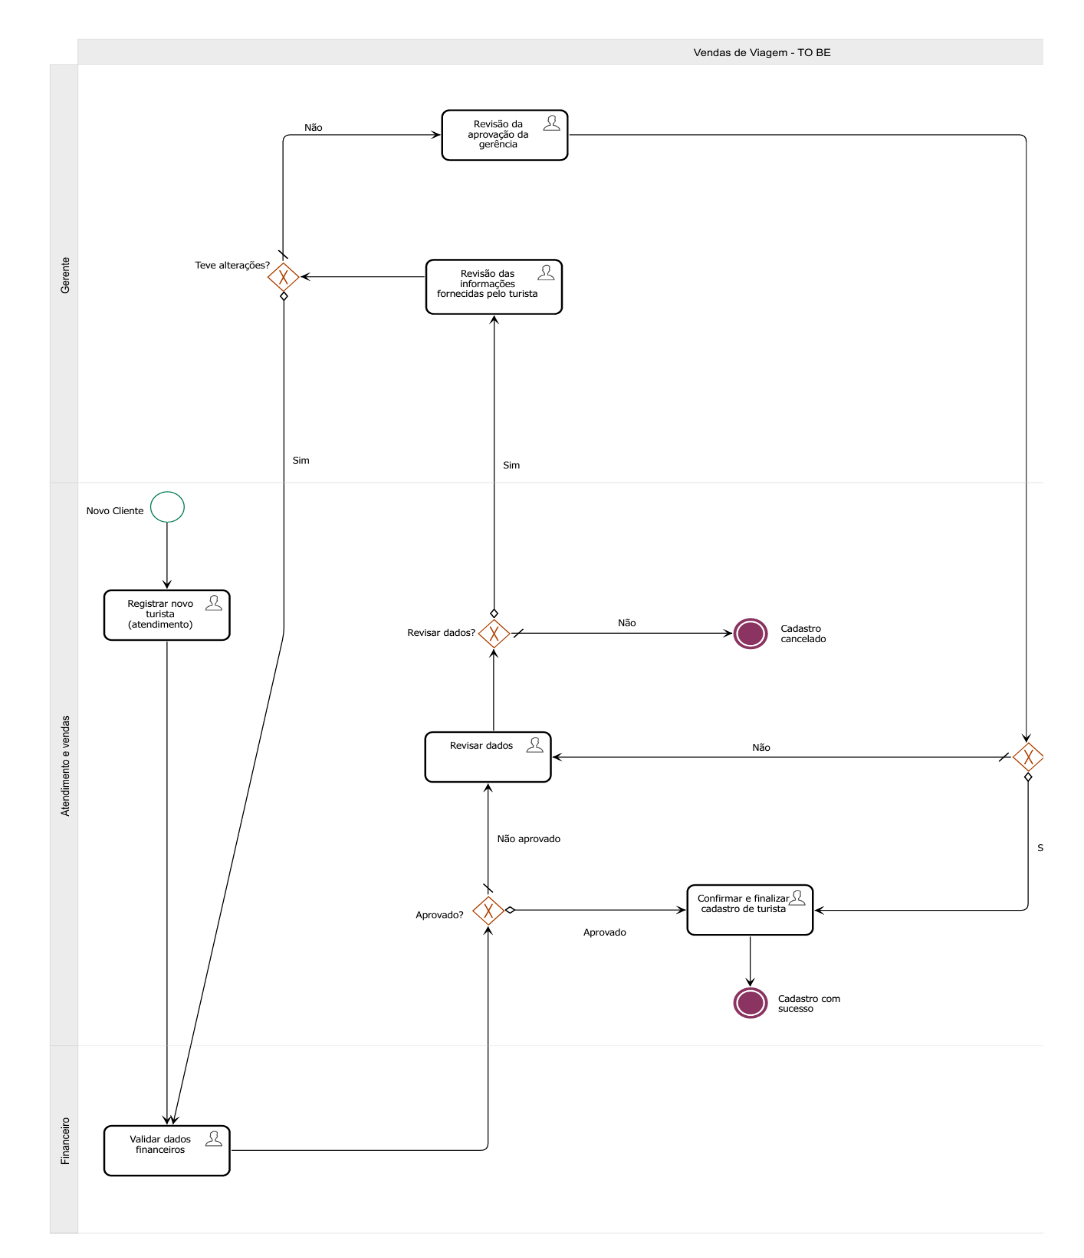 Vendas de Viagem - TO BE
Gerente
Não
Revisão da
aprovação da
gerência
Teve alterações?
Revisão das
informações
fornecidas pelo turista
Sim
Sim
Atendimento e vendas
Novo Cliente
Registrar novo
turista
(atendimento)
Revisar dados?
Não
Cadastro
cancelado
Revisar dados
Não
Não aprovado
S
Aprovado?
Aprovado
Confirmar e finalizar
cadastro de turista
Cadastro com
sucesso
Financeiro
Validar dados
financeiros